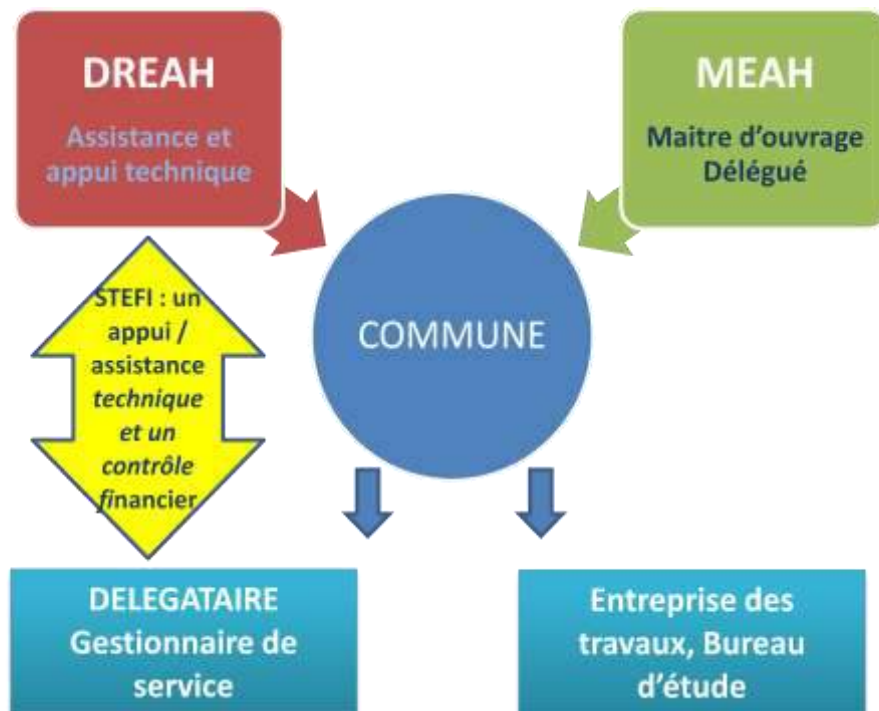 DREAH
Assistance et
appui technique
MEAH
Maitre d'ouvrage
Délégué
STEFI : un
appui /
assistance
technique
et un
contrôle
financier
COMMUNE
DELEGATAIRE
Gestionnaire de
service
Entreprise des
travaux, Bureau
d'étude